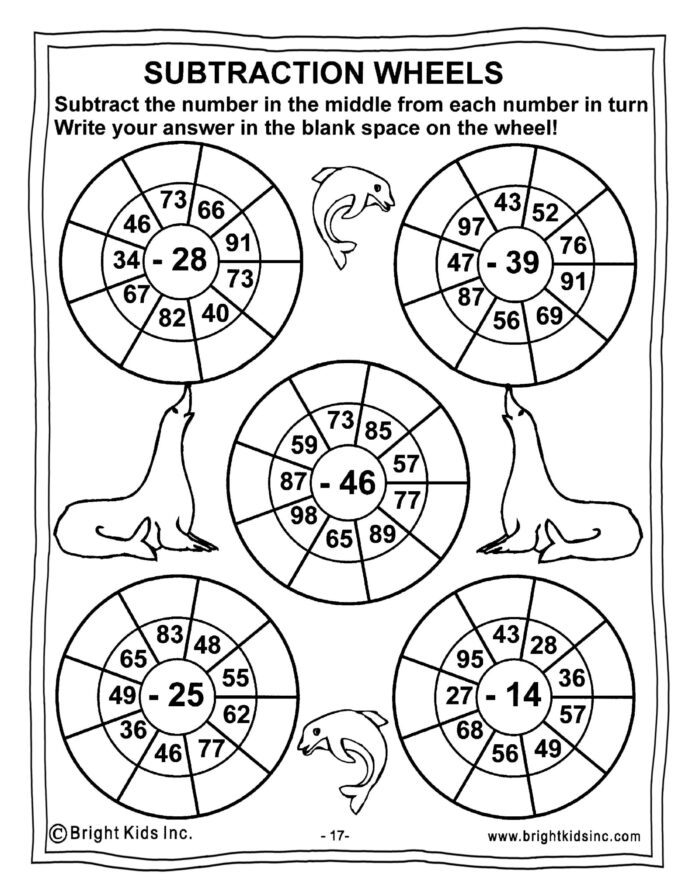 SUBTRACTION WHEELS
Subtract the number in the middle from each number in turn
Write your answer in the blank space on the wheel!
73 66
46 91
34 - 28 73
67 40
82
43 52
97 76
47 - 39 91
87 69
56
73 85
59 57
87 - 46 77
98 89
65
83 48
65 55
49 - 25 62
36 77
46
43 28
95 36
27 - 14 57
68 49
56
©Bright Kids Inc.
- 17-
www.brightkidsinc.com